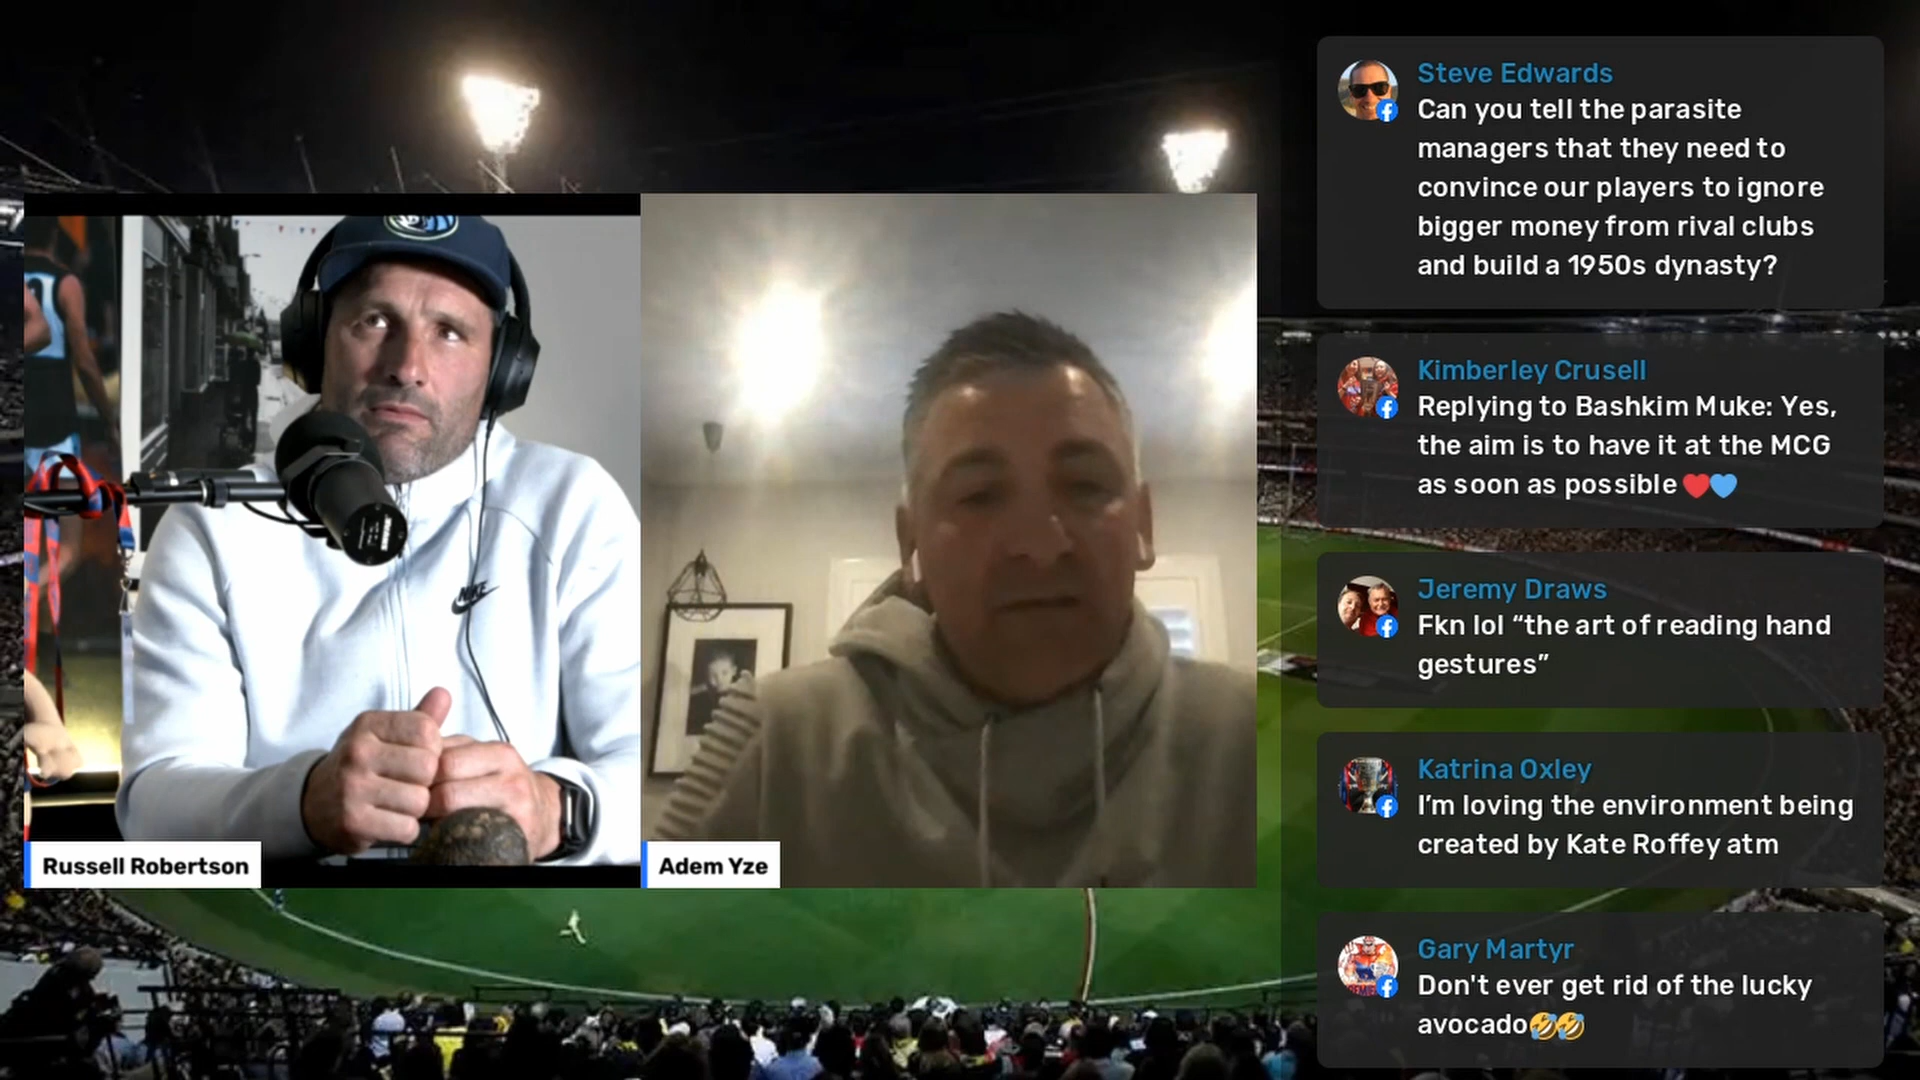 Steve Edwards
Can you tell the parasite
managers that they need to
convince our players to ignore
bigger money from rival clubs
and build a 1950s dynasty?
Kimberley Crusell
Replying to Bashkim Muke: Yes,
the aim is to have it at the MCG
as soon as possible ❤️💙
Jeremy Draws
Fkn lol “the art of reading hand
gestures”
Katrina Oxley
I’m loving the environment being
created by Kate Roffey atm
Gary Martyr
Don't ever get rid of the lucky
avocado🤣🤣
NIKE
Russell Robertson
Adem Yze